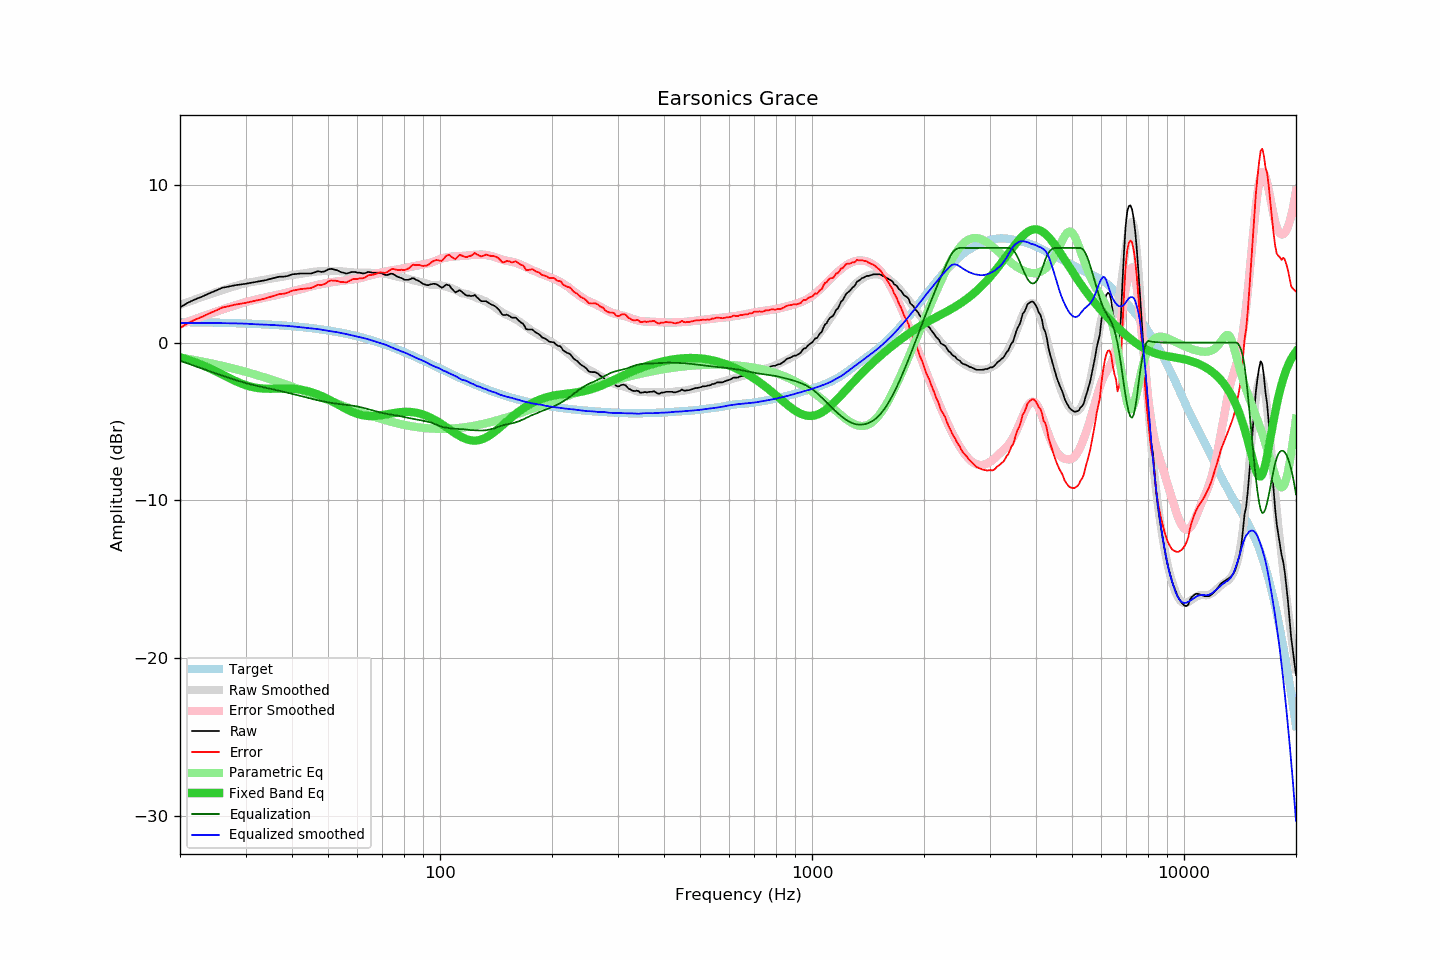 Earsonics Grace
10
0
−10
−20
−30
Amplitude (dBr)
Target
Raw Smoothed
Error Smoothed
Raw
Error
Parametric Eq
Fixed Band Eq
Equalization
Equalized smoothed
100
1000
10000
Frequency (Hz)